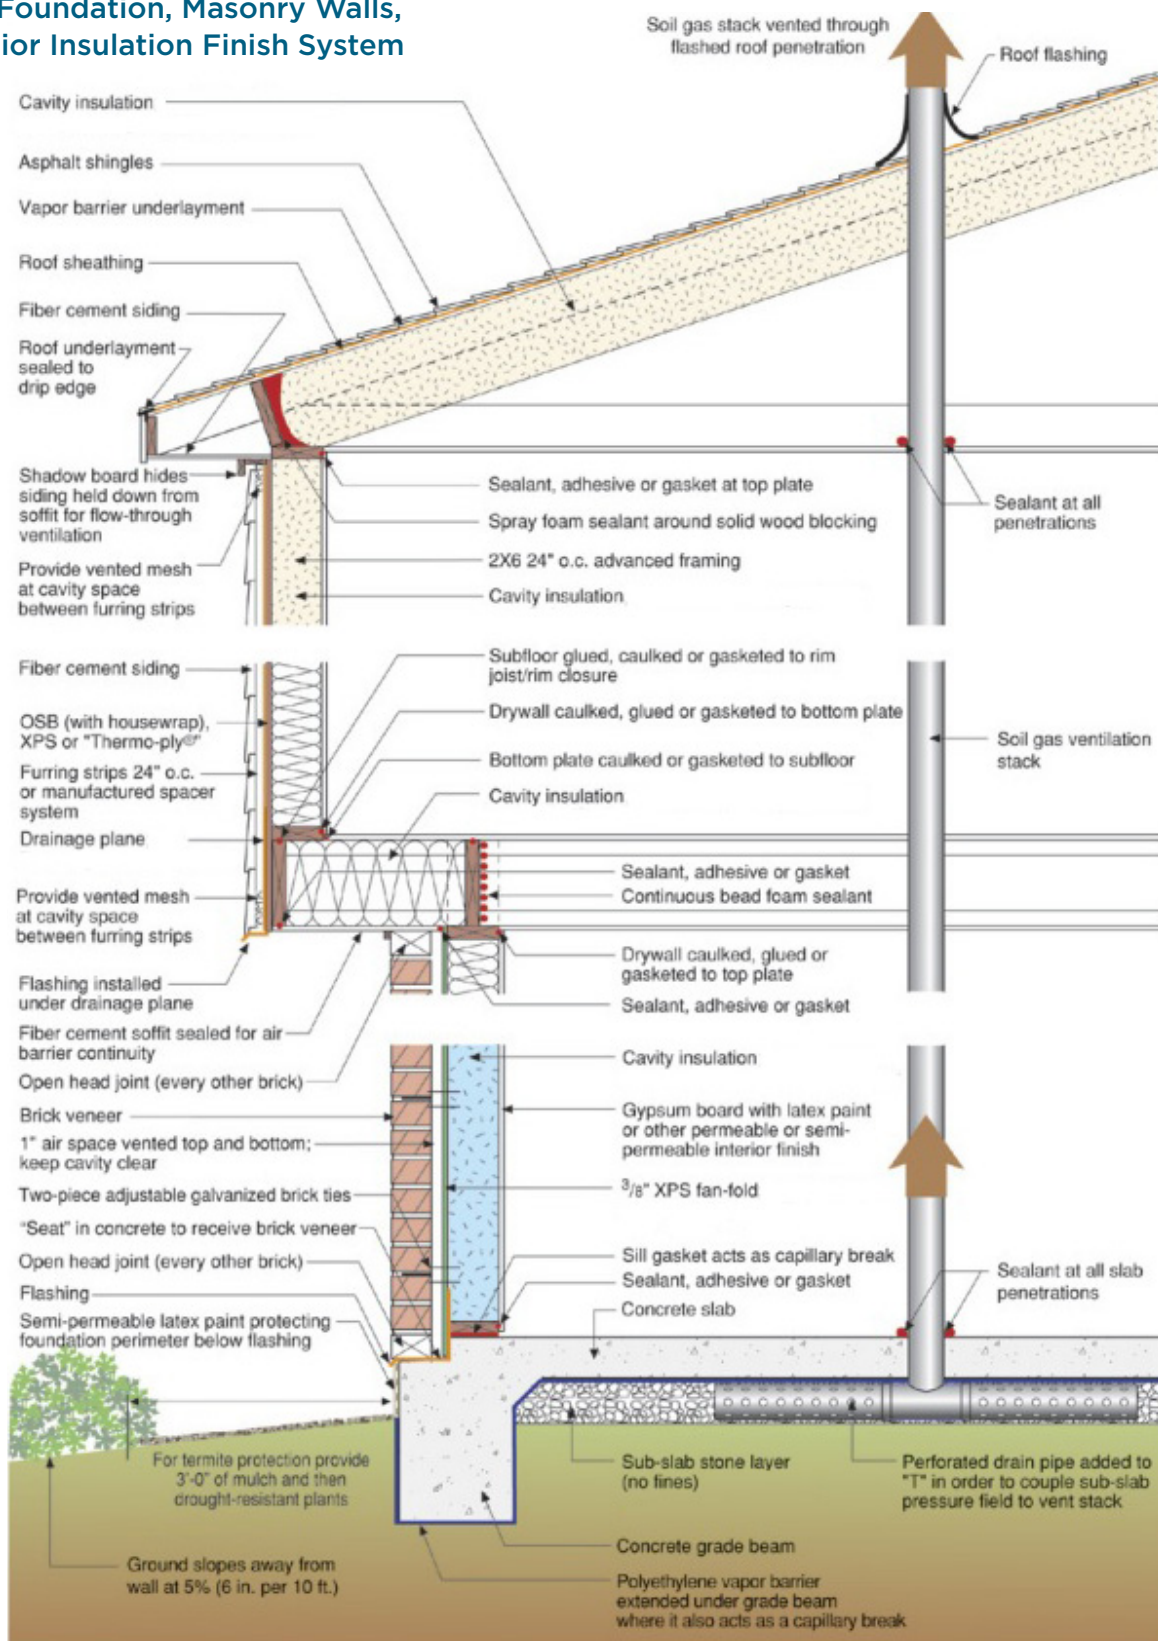 Foundation, Masonry Walls,
ior Insulation Finish System
Soil gas stack vented through
flashed roof penetration
Roof flashing
Cavity insulation
Asphalt shingles
Vapor barrier underlayment
Roof sheathing
Fiber cement siding
Roof underlayment
sealed to
drip edge
Shadow board hides
siding held down from
soffit for flow-through
ventilation
Provide vented mesh
at cavity space
between furring strips
Sealant, adhesive or gasket at top plate
Spray foam sealant around solid wood blocking
2X6 24" o.c. advanced framing
Cavity insulation
Sealant at all
penetrations
Fiber cement siding
OSB (with housewrap),
XPS or "Thermo-ply®"
Furring strips 24" o.c.
or manufactured spacer
system
Drainage plane
Provide vented mesh
at cavity space
between furring strips
Flashing installed
under drainage plane
Fiber cement soffit sealed for air
barrier continuity
Open head joint (every other brick)
Subfloor glued, caulked or gasketed to rim
joist/rim closure
Drywall caulked, glued or gasketed to bottom plate
Bottom plate caulked or gasketed to subfloor
Cavity insulation
Sealant, adhesive or gasket
Continuous bead foam sealant
Drywall caulked, glued or
gasketed to top plate
Sealant, adhesive or gasket
Soil gas ventilation
stack
Brick veneer
1" air space vented top and bottom;
keep cavity clear
Two-piece adjustable galvanized brick ties
"Seat" in concrete to receive brick veneer
Open head joint (every other brick)
Flashing
Semi-permeable latex paint protecting
foundation perimeter below flashing
Cavity insulation
Gypsum board with latex paint
or other permeable or semi-
permeable interior finish
3/8" XPS fan-fold
Sill gasket acts as capillary break
Sealant, adhesive or gasket
Concrete slab
Sealant at all slab
penetrations
For termite protection provide
3'-0" of mulch and then
drought-resistant plants
Ground slopes away from
wall at 5% (6 in. per 10 ft.)
Sub-slab stone layer
(no fines)
Perforated drain pipe added to
"T" in order to couple sub-slab
pressure field to vent stack
Concrete grade beam
Polyethylene vapor barrier
extended under grade beam
where it also acts as a capillary break